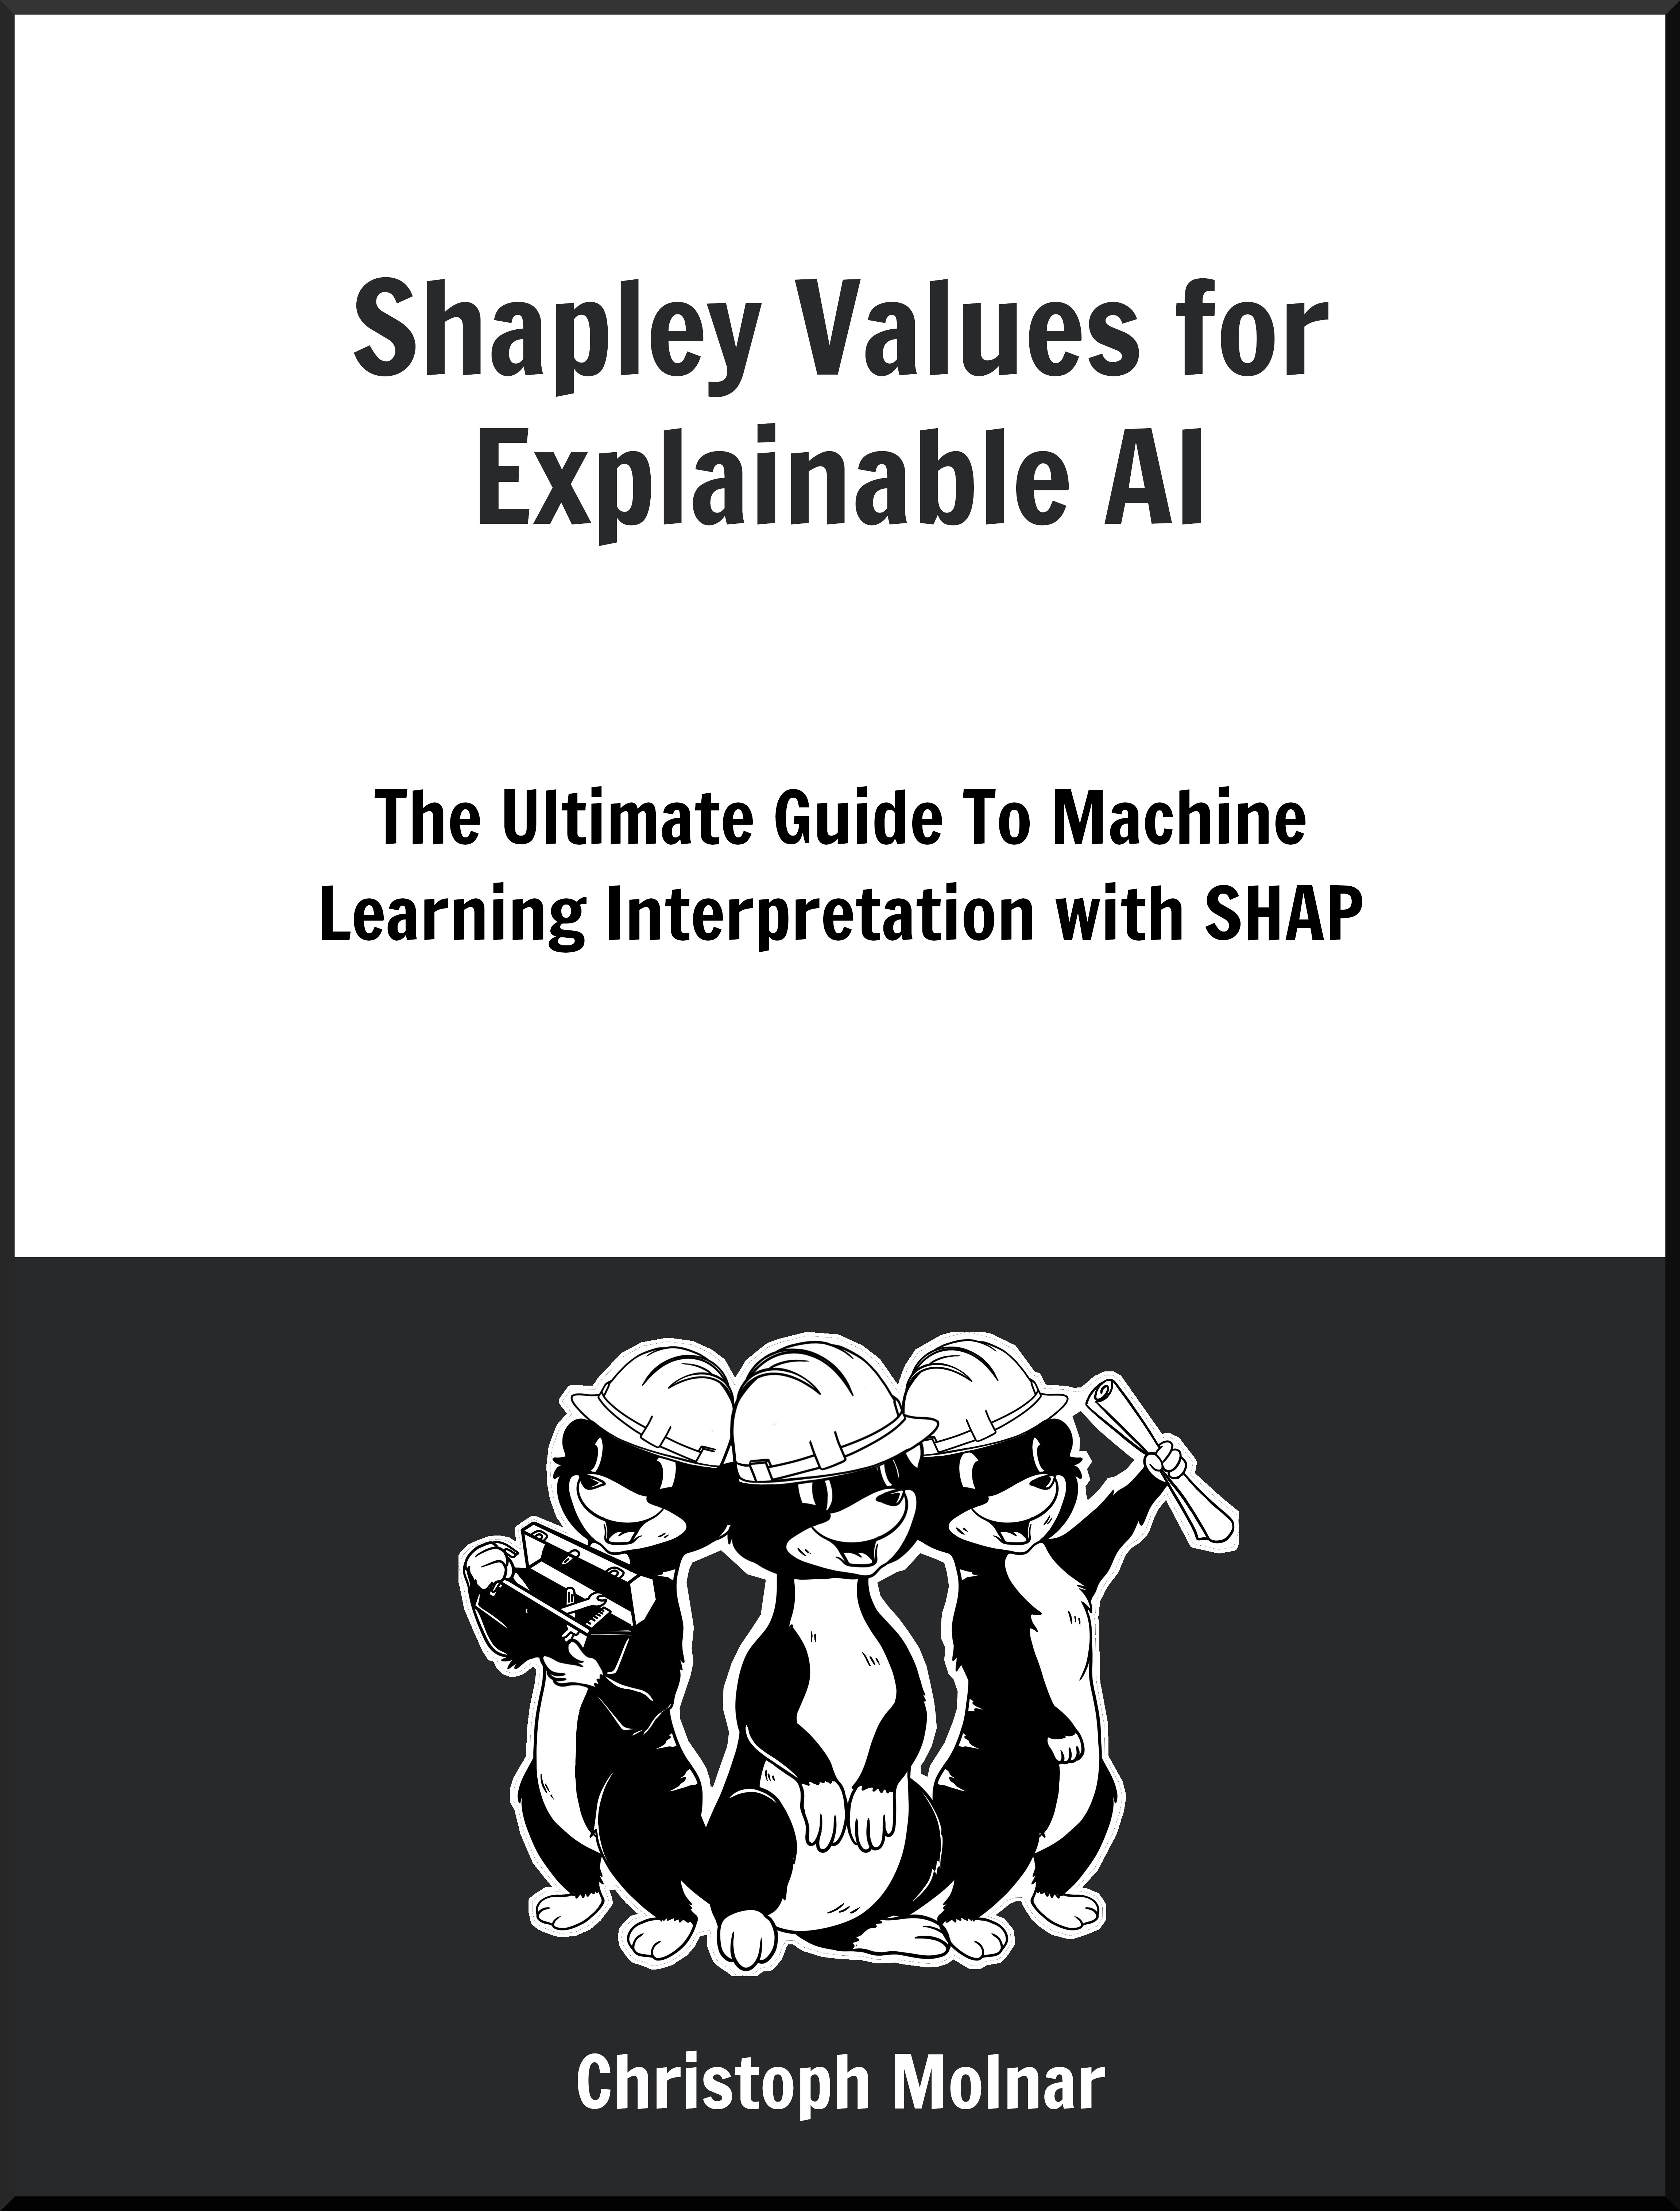 Shapley Values for
Explainable AI
The Ultimate Guide To Machine
Learning Interpretation with SHAP
Christoph Molnar